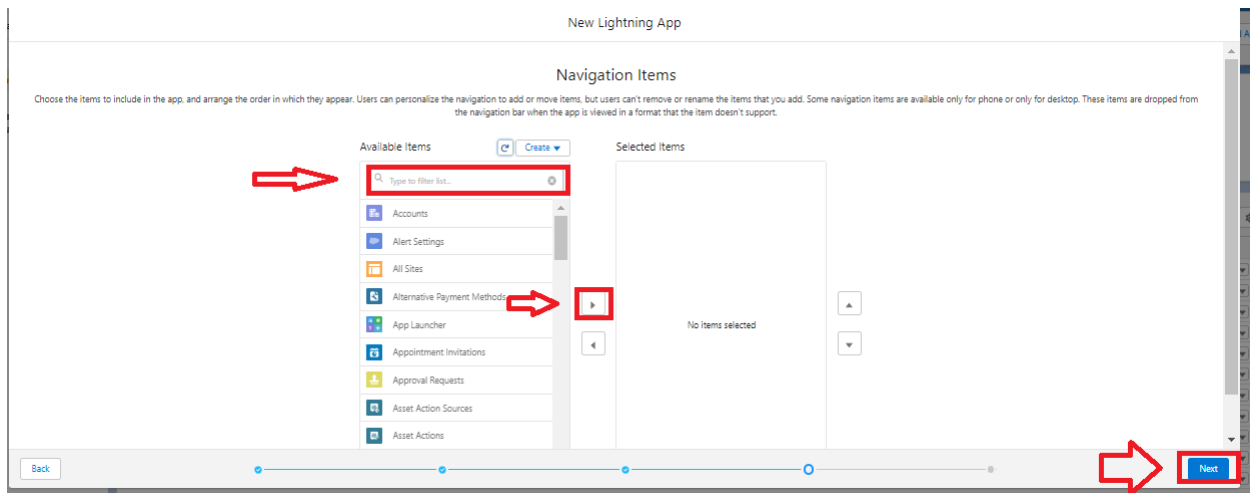 New Lightning App
Navigation Items
Choose the items to include in the app, and arrange the order in which they appear. Users can personalize the navigation to add or move items, but users can't remove or rename the items that you add. Some navigation items are available only for phone or only for desktop. These items are dropped from
the navigation bar when the app is viewed in a format that the item doesn't support.
Available Items
Create
Selected Items
Type to filter list...
Accounts
Alert Settings
All Sites
Alternative Payment Methods
App Launcher
No items selected
Appointment Invitations
Approval Requests
Asset Action Sources
Asset Actions
Back
Next